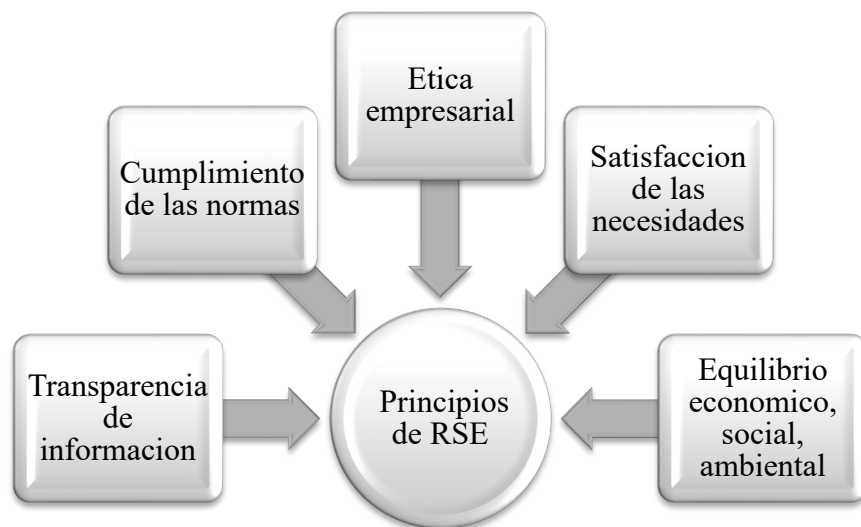 Etica
empresarial
Cumplimiento
de las normas
Satisfaccion
de las
necesidades
Transparencia
de
informacion
Principios
de RSE
Equilibrio
economico,
social,
ambiental